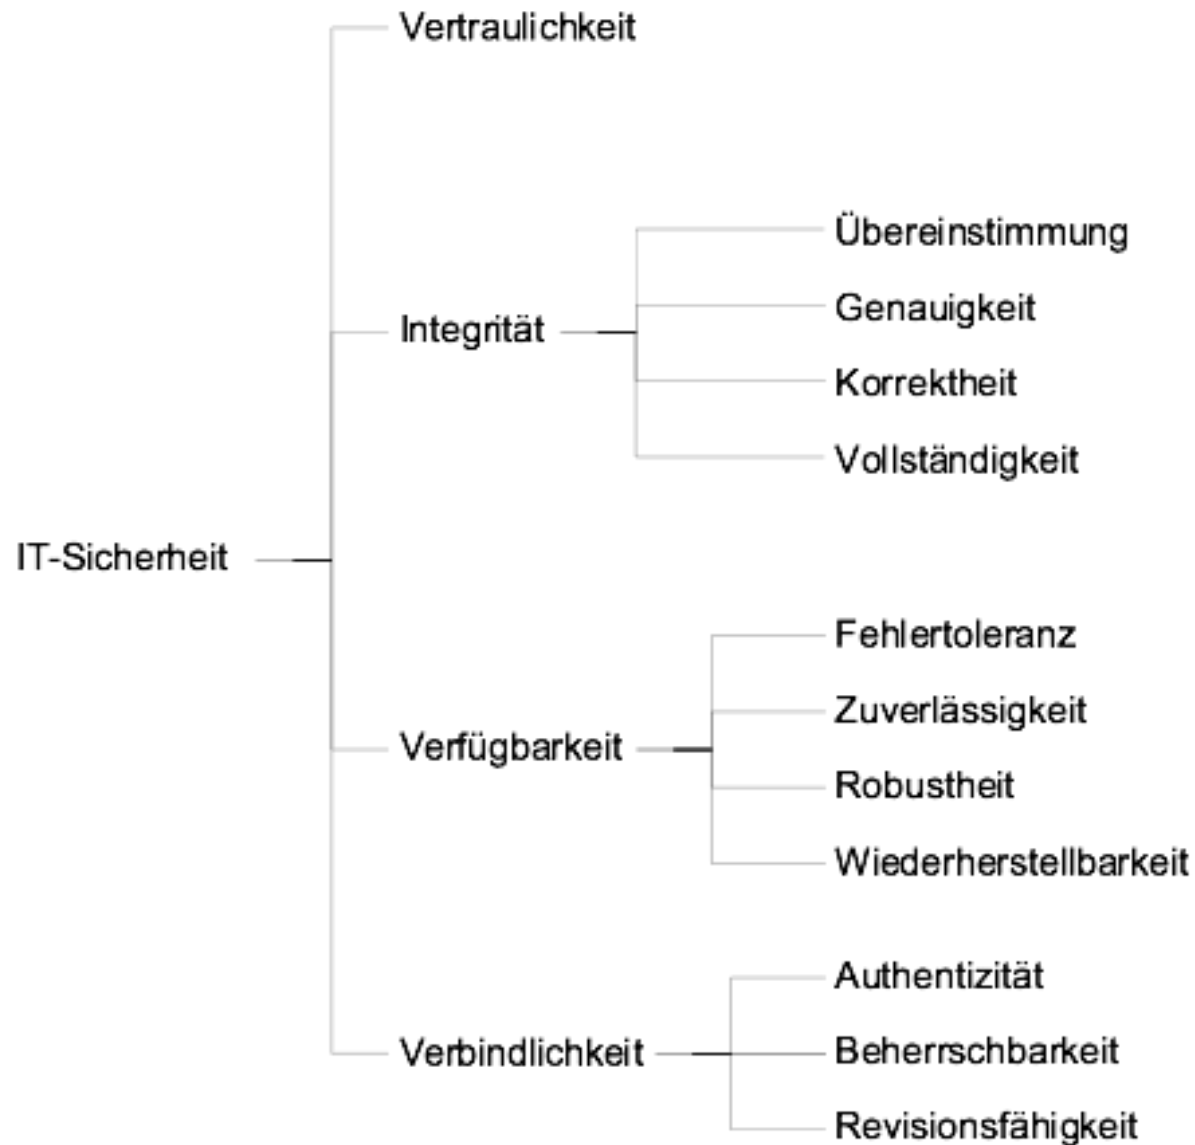 Vertraulichkeit
Übereinstimmung
Genauigkeit
Integrität
Korrektheit
Vollständigkeit
IT-Sicherheit
Fehlertoleranz
Zuverlässigkeit
Verfügbarkeit
Robustheit
Wiederherstellbarkeit
Authentizität
Verbindlichkeit
Beherrschbarkeit
Revisionsfähigkeit